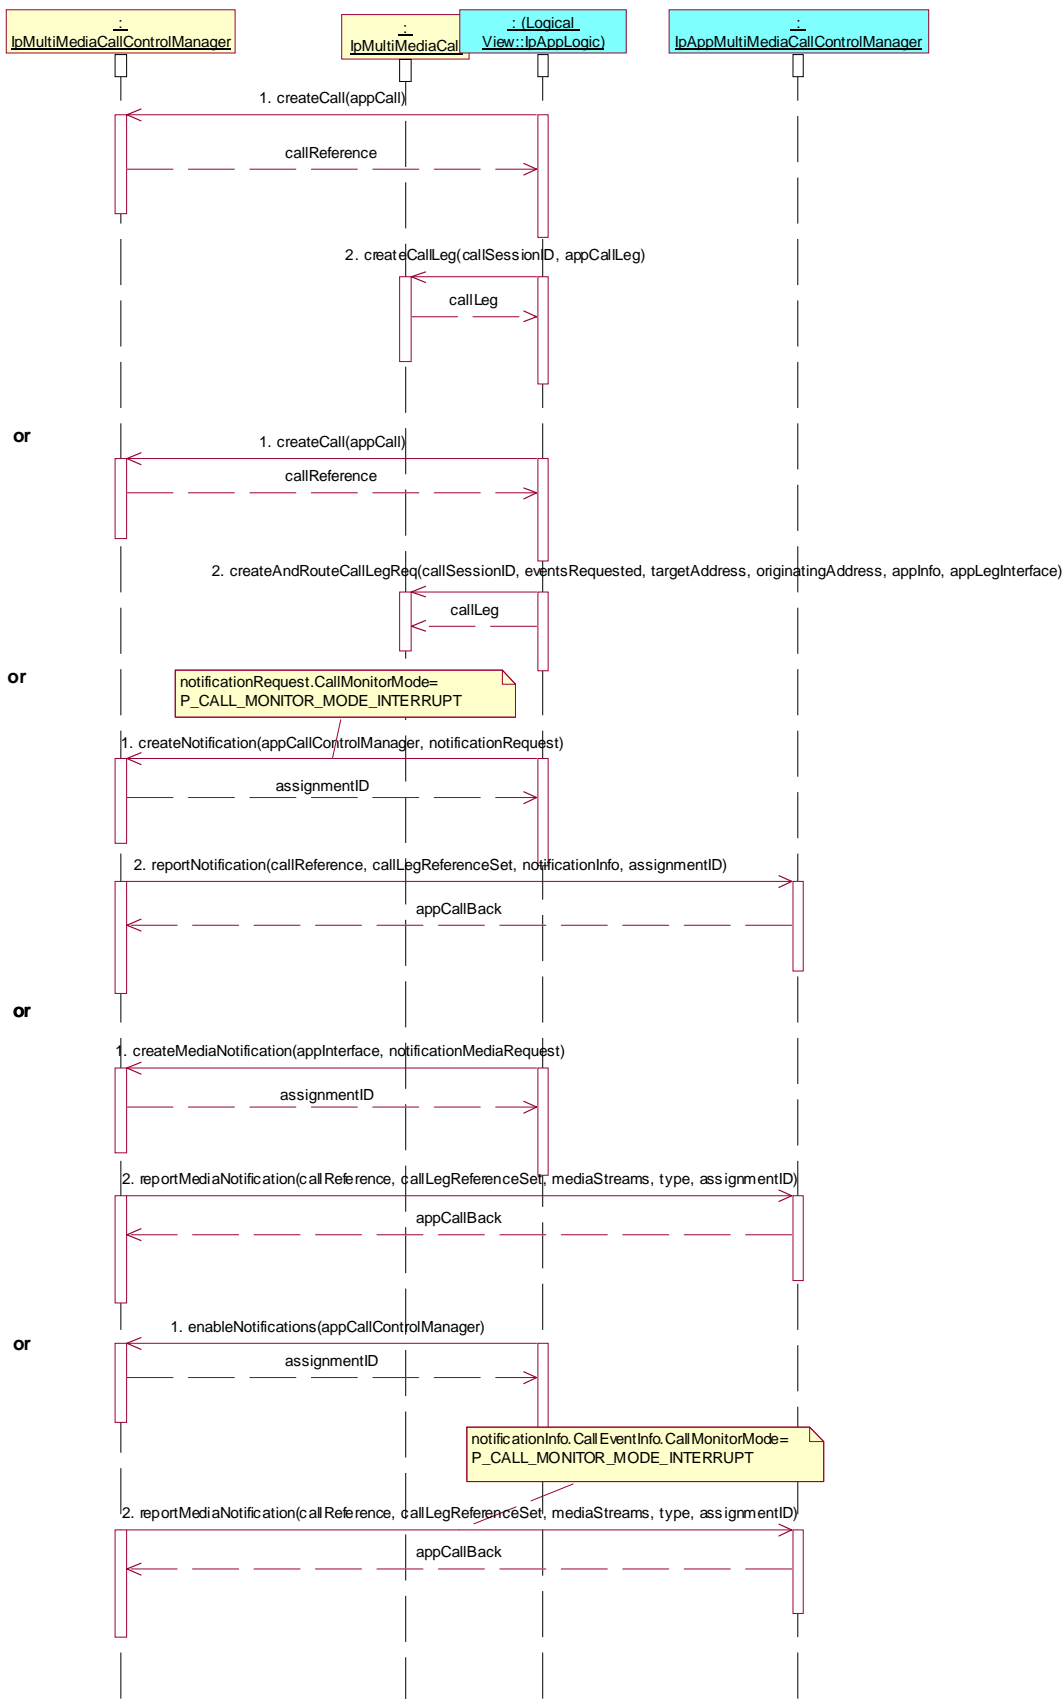 :
IpMultiMediaCallControlManager
:
IpMultiMediaCall
: (Logical
View::IpAppLogic)
:
IpAppMultiMediaCallControlManager
1. createCall(appCall)
callReference
2. createCallLeg(callSessionID, appCallLeg)
callLeg
or
1. createCall(appCall)
callReference
2. createAndRouteCallLegReq(callSessionID, eventsRequested, targetAddress, originatingAddress, appInfo, appLegInterface)
callLeg
or
notificationRequest.CallMonitorMode=
P_CALL_MONITOR_MODE_INTERRUPT
1. createNotification(appCallControlManager, notificationRequest)
assignmentID
2. reportNotification(callReference, callLegReferenceSet, notificationInfo, assignmentID)
appCallBack
or
1. createMediaNotification(appInterface, notificationMediaRequest)
assignmentID
2. reportMediaNotification(callReference, callLegReferenceSet, mediaStreams, type, assignmentID)
appCallBack
or
1. enableNotifications(appCallControlManager)
assignmentID
notificationInfo.CallEventInfo.CallMonitorMode=
P_CALL_MONITOR_MODE_INTERRUPT
2. reportMediaNotification(callReference, callLegReferenceSet, mediaStreams, type, assignmentID)
appCallBack